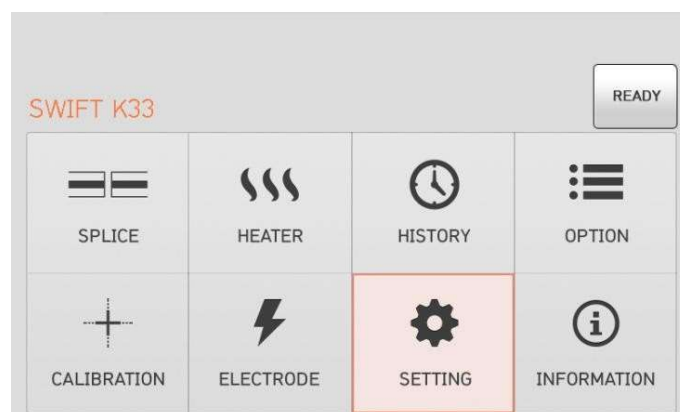 READY
SWIFT K33
SPLICE HEATER HISTORY OPTION
CALIBRATION ELECTRODE SETTING INFORMATION